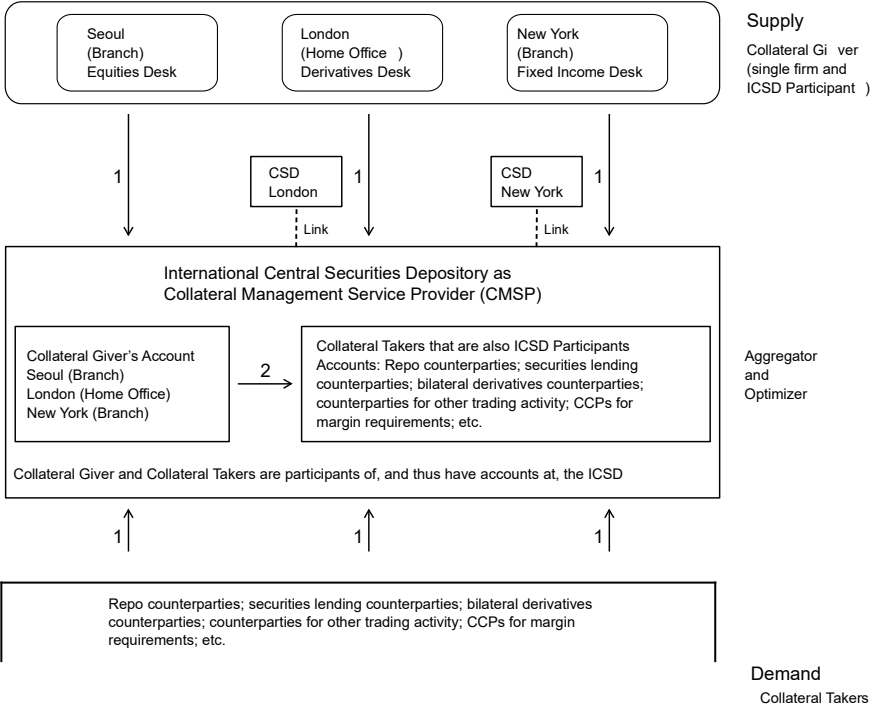 Seoul
(Branch)
Equities Desk
London
(Home Office )
Derivatives Desk
New York
(Branch)
Fixed Income Desk
Supply
Collateral Gi ver
(single firm and
ICSD Participant )
1
CSD
London
1
CSD
New York
1
Link
Link
International Central Securities Depository as
Collateral Management Service Provider (CMSP)
Collateral Giver's Account
Seoul (Branch)
London (Home Office)
New York (Branch)
2
Collateral Takers that are also ICSD Participants
Accounts: Repo counterparties; securities lending
counterparties; bilateral derivatives counterparties;
counterparties for other trading activity; CCPs for
margin requirements; etc.
Aggregator
and
Optimizer
Collateral Giver and Collateral Takers are participants of, and thus have accounts at, the ICSD
1
1
1
Repo counterparties; securities lending counterparties; bilateral derivatives
counterparties; counterparties for other trading activity; CCPs for margin
requirements; etc.
Demand
Collateral Takers